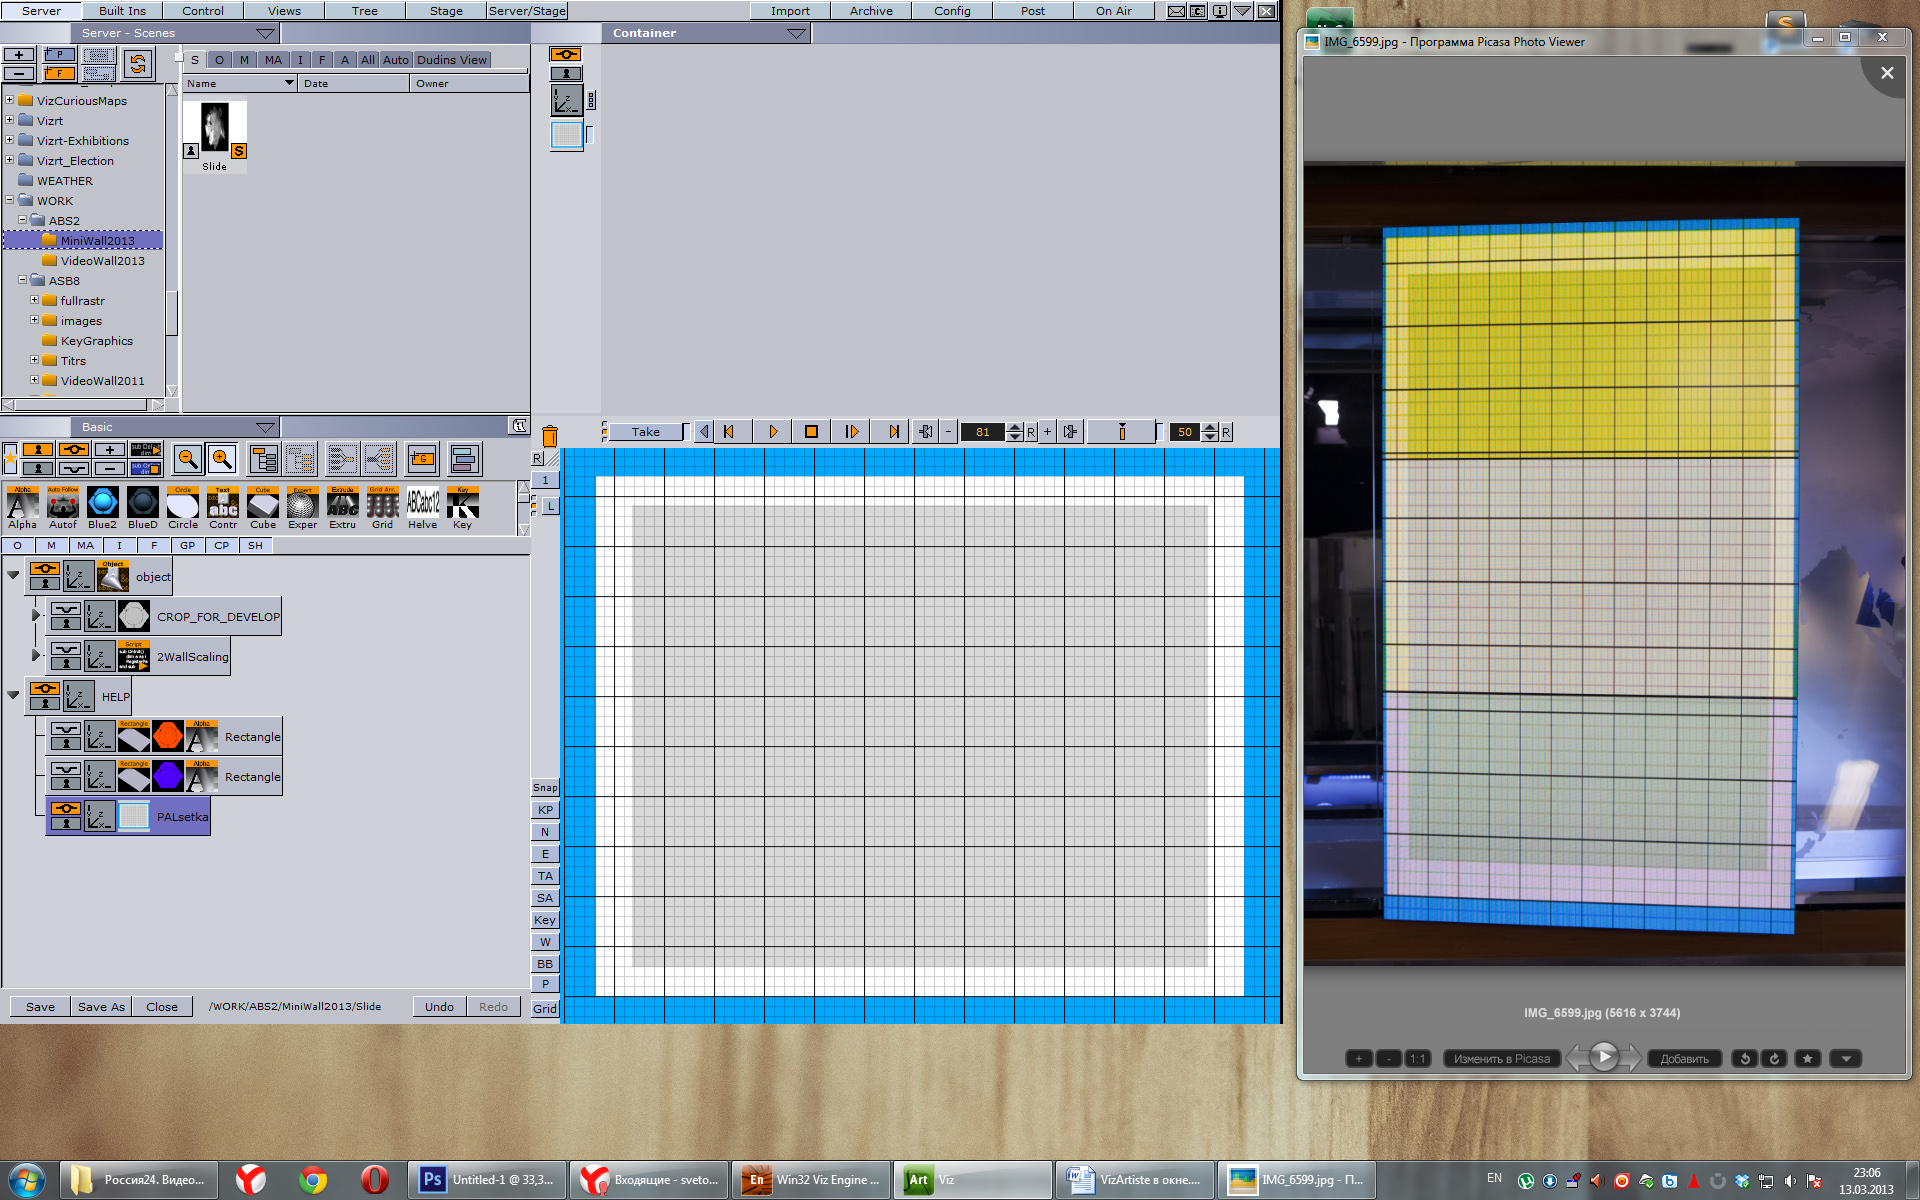 Server Built Ins Control Views Tree Stage Server/Stage Import Archive Config Post On Air
Server - Scenes
Container
S O M MA I F A All Auto Dudins View
Name Date Owner
VizCuriousMaps
Vizrt
Vizrt-Exhibitions
Vizrt_Election
WEATHER
WORK
ABS2
MiniWall2013
VideoWall2013
ASB8
fullrastr
images
KeyGraphics
Titrs
VideoWall2011
Slide
Basic
Take 81 R + 50 R
Alpha Autof Blue2 BlueD Circle Contr Cube Exper Extru Grid Helve Key
O M MA I F GP CP SH
object
CROP_FOR_DEVELOP
2WallScaling
HELP
Rectangle
Rectangle
PALsetka
R
1
L
Snap
KP
N
E
TA
SA
Key
W
BB
P
Grid
Save Save As Close /WORK/ABS2/MiniWall2013/Slide Undo Redo
IMG_6599.jpg - Программа Picasa Photo Viewer
IMG_6599.jpg (5616 x 3744)
+ - 1:1 Изменить в Picasa Добавить
Россия24. Видео...
Untitled-1 @ 33,3...
Входящие - sveto...
Win32 Viz Engine ...
Viz
VizArtiste в окне....
IMG_6599.jpg - П...
EN
23:06
13.03.2013